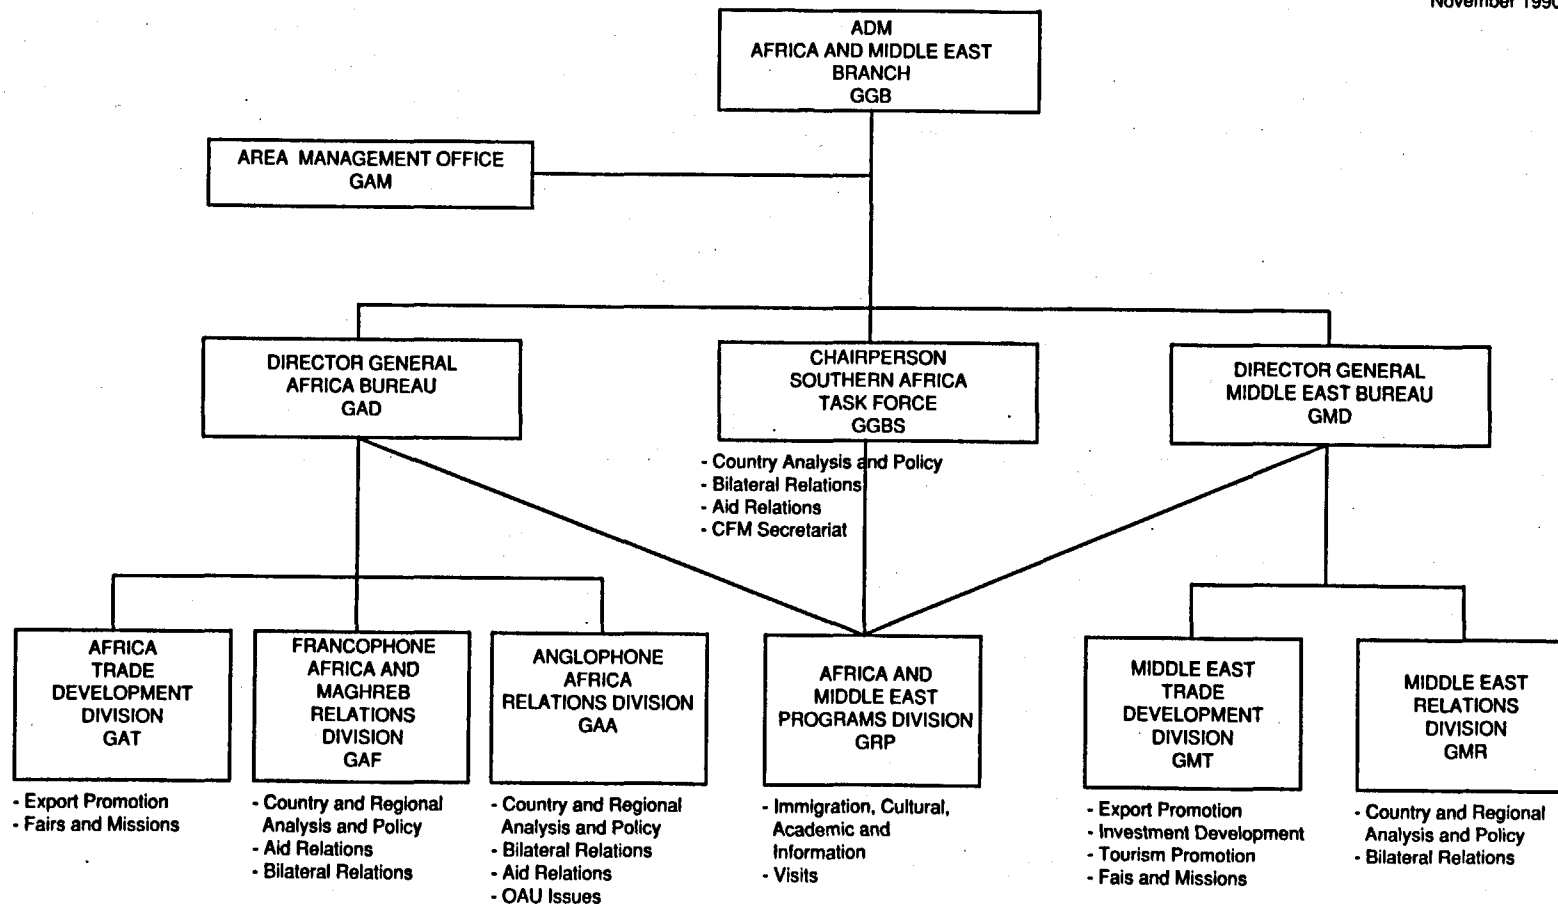 November 1990
ADM
AFRICA AND MIDDLE EAST
BRANCH
GGB
AREA MANAGEMENT OFFICE
GAM
DIRECTOR GENERAL
AFRICA BUREAU
GAD
CHAIRPERSON
SOUTHERN AFRICA
TASK FORCE
GGBS
- Country Analysis and Policy
- Bilateral Relations
- Aid Relations
- CFM Secretariat
DIRECTOR GENERAL
MIDDLE EAST BUREAU
GMD
AFRICA
TRADE
DEVELOPMENT
DIVISION
GAT
- Export Promotion
- Fairs and Missions
FRANCOPHONE
AFRICA AND
MAGHREB
RELATIONS
DIVISION
GAF
- Country and Regional
Analysis and Policy
- Aid Relations
- Bilateral Relations
ANGLOPHONE
AFRICA
RELATIONS DIVISION
GAA
- Country and Regional
Analysis and Policy
- Bilateral Relations
- Aid Relations
- OAU Issues
AFRICA AND
MIDDLE EAST
PROGRAMS DIVISION
GRP
- Immigration, Cultural,
Academic and
Information
- Visits
MIDDLE EAST
TRADE
DEVELOPMENT
DIVISION
GMT
- Export Promotion
- Investment Development
- Tourism Promotion
- Fais and Missions
MIDDLE EAST
RELATIONS
DIVISION
GMR
- Country and Regional
Analysis and Policy
- Bilateral Relations